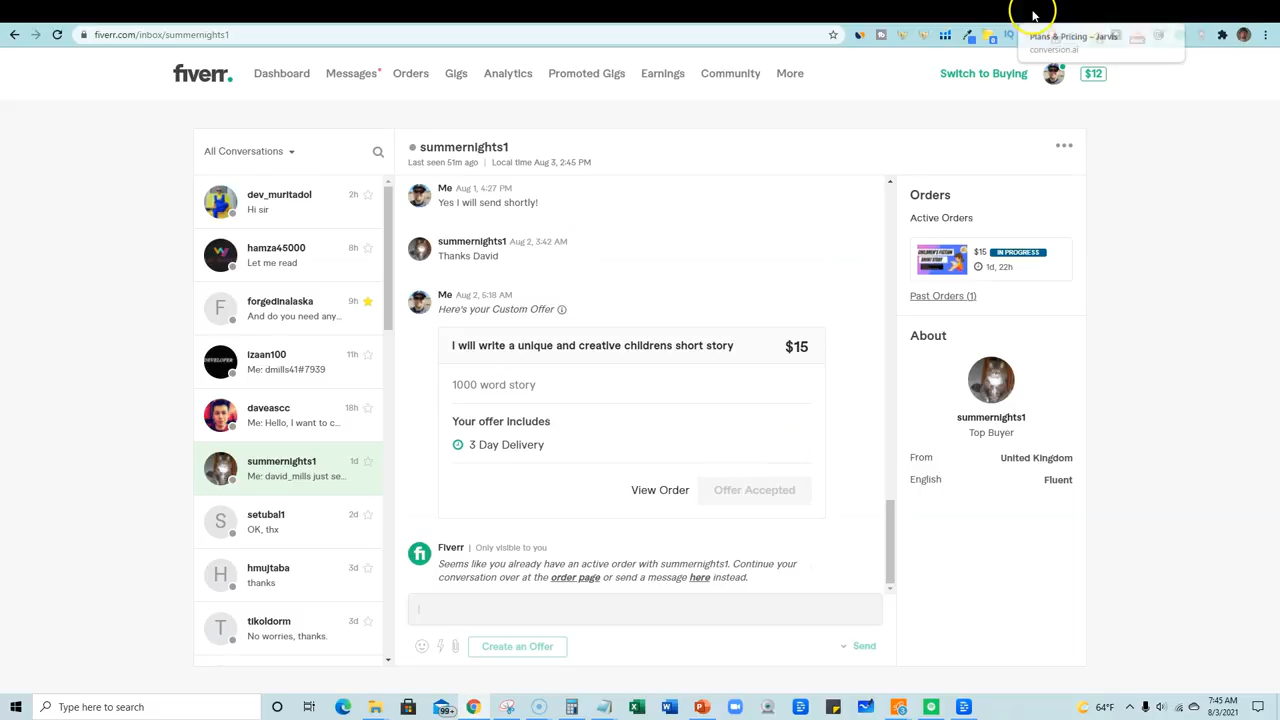 fiverr.com/inbox/summernights1
Plans & Pricing – Jarvis
conversion.ai
fiverr.
Dashboard
Messages
Orders
Gigs
Analytics
Promoted Gigs
Earnings
Community
More
Switch to Buying
$12
All Conversations
dev_muritadol
2h
Hi sir
hamza45000
8h
Let me read
F
forgedinalaska
9h
And do you need any...
izaan100
11h
Me: dmills41#7939
daveascc
18h
Me: Hello, I want to c...
summernights1
1d
Me: david_mills just se...
S
setubal1
2d
OK, thx
H
hmujtaba
3d
thanks
T
tikoldorm
3d
No worries, thanks.
summernights1
Last seen 51m ago | Local time Aug 3, 2:45 PM
Me Aug 1, 4:27 PM
Yes I will send shortly!
summernights1 Aug 2, 3:42 AM
Thanks David
Me Aug 2, 5:18 AM
Here's your Custom Offer
I will write a unique and creative childrens short story
$15
1000 word story
Your offer includes
3 Day Delivery
View Order
Offer Accepted
fi
Fiverr | Only visible to you
Seems like you already have an active order with summernights1. Continue your
conversation over at the order page or send a message here instead.
Create an Offer
Send
Orders
Active Orders
$15 IN PROGRESS
1d, 22h
Past Orders (1)
About
summernights1
Top Buyer
From
United Kingdom
English
Fluent
Type here to search
99+
64°F
7:45 AM
8/3/2021